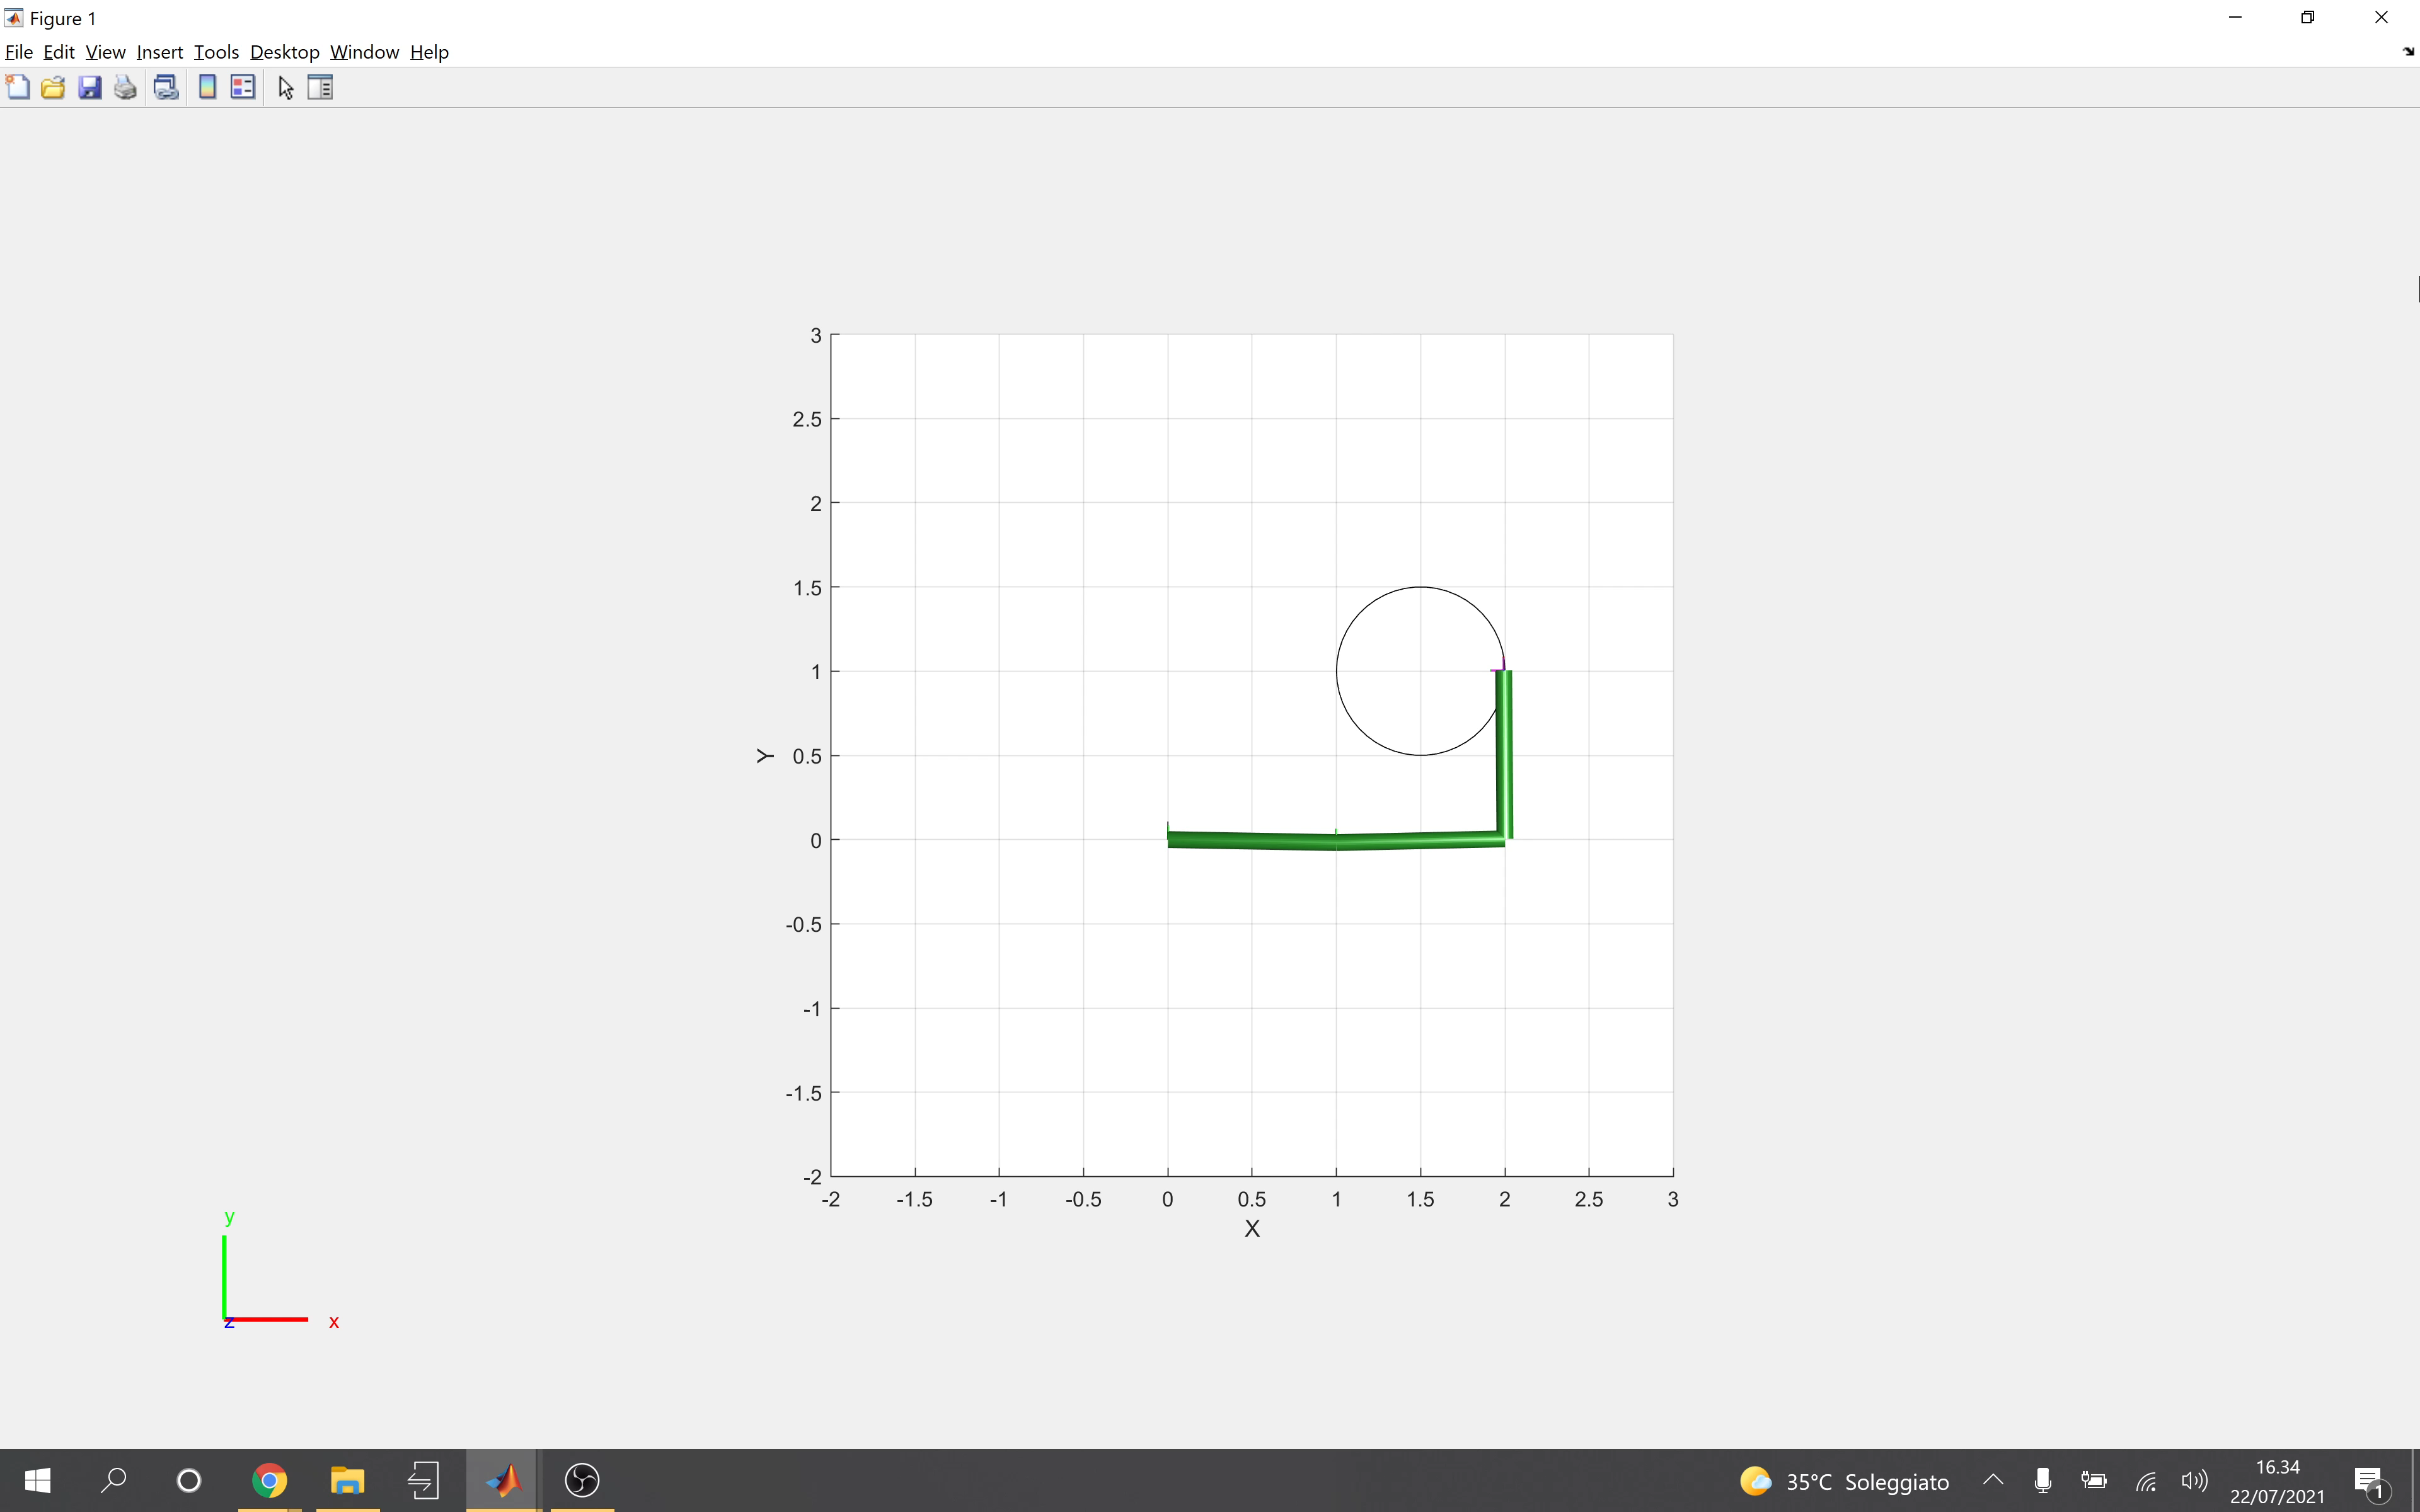 Figure 1
File Edit View Insert Tools Desktop Window Help
3
2.5
2
1.5
1
0.5
0
-0.5
-1
-1.5
-2
Y
-2 -1.5 -1 -0.5 0 0.5 1 1.5 2 2.5 3
X
y
z x
35°C Soleggiato
16.34
22/07/2021
1